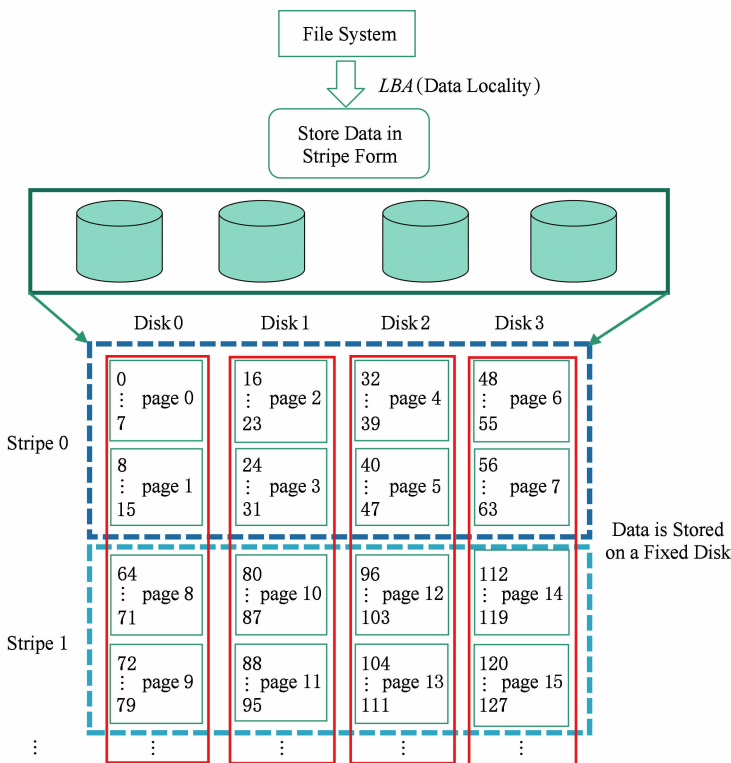 File System
LBA(Data Locality)
Store Data in
Stripe Form
Disk 0 Disk 1 Disk 2 Disk 3
Stripe 0
0
⋮ page 0
7
16
⋮ page 2
23
32
⋮ page 4
39
48
⋮ page 6
55
8
⋮ page 1
15
24
⋮ page 3
31
40
⋮ page 5
47
56
⋮ page 7
63
Data is Stored
on a Fixed Disk
Stripe 1
64
⋮ page 8
71
80
⋮ page 10
87
96
⋮ page 12
103
112
⋮ page 14
119
72
⋮ page 9
79
88
⋮ page 11
95
104
⋮ page 13
111
120
⋮ page 15
127
⋮ ⋮ ⋮ ⋮ ⋮